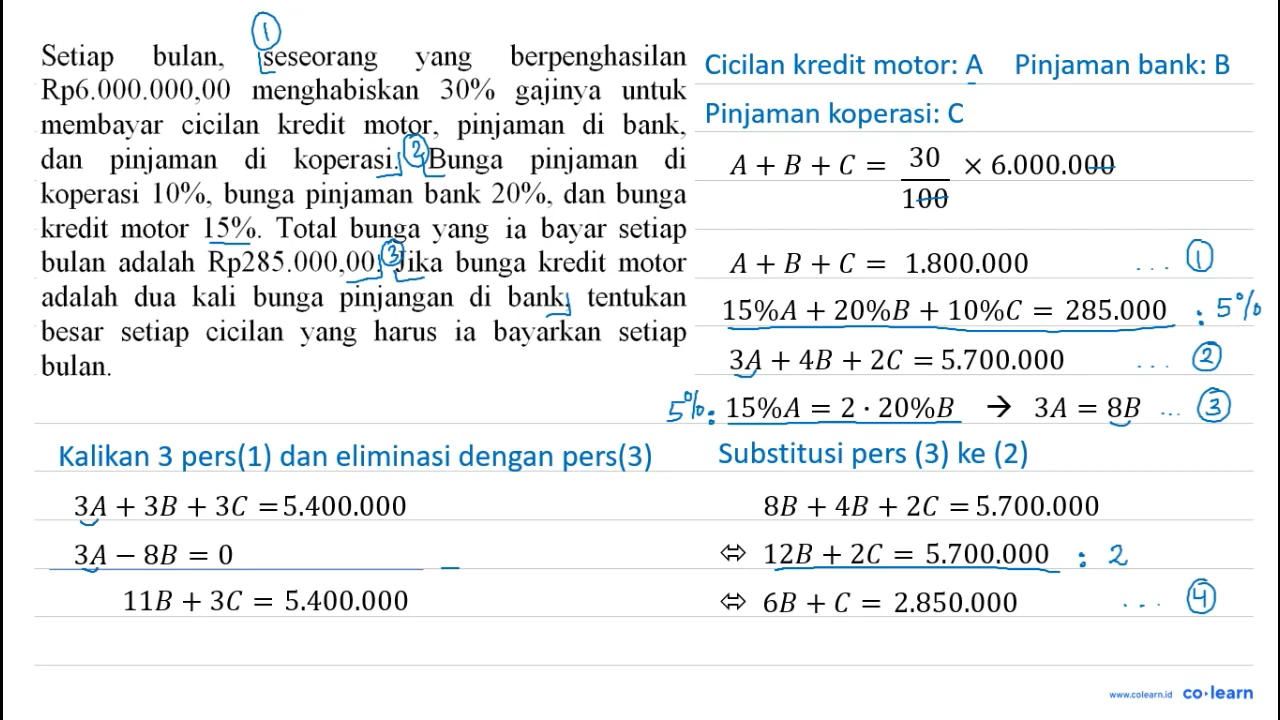 ①
Setiap bulan, seseorang yang berpenghasilan
Rp6.000.000,00 menghabiskan 30% gajinya untuk
membayar cicilan kredit motor, pinjaman di bank,
dan pinjaman di koperasi. ② Bunga pinjaman di
koperasi 10%, bunga pinjaman bank 20%, dan bunga
kredit motor 15%. Total bunga yang ia bayar setiap
bulan adalah Rp285.000,00. ③ Jika bunga kredit motor
adalah dua kali bunga pinjangan di bank, tentukan
besar setiap cicilan yang harus ia bayarkan setiap
bulan.
Cicilan kredit motor: A Pinjaman bank: B
Pinjaman koperasi: C
A + B + C = 30/100 × 6.000.000
A + B + C = 1.800.000 ... ①
15%A + 20%B + 10%C = 285.000 : 5%
3A + 4B + 2C = 5.700.000 ... ②
5% : 15%A = 2 · 20%B → 3A = 8B ... ③
Kalikan 3 pers(1) dan eliminasi dengan pers(3)
3A + 3B + 3C = 5.400.000
3A − 8B = 0 −
11B + 3C = 5.400.000
Substitusi pers (3) ke (2)
8B + 4B + 2C = 5.700.000
⇔ 12B + 2C = 5.700.000 : 2
⇔ 6B + C = 2.850.000 ... ④
www.colearn.id co·learn